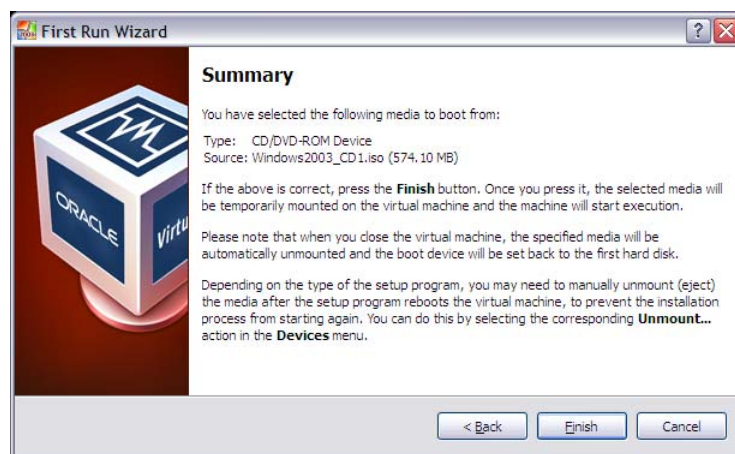 First Run Wizard
Summary
You have selected the following media to boot from:
Type: CD/DVD-ROM Device
Source: Windows2003_CD1.iso (574.10 MB)
If the above is correct, press the Finish button. Once you press it, the selected media will
be temporarily mounted on the virtual machine and the machine will start execution.
Please note that when you close the virtual machine, the specified media will be
automatically unmounted and the boot device will be set back to the first hard disk.
Depending on the type of the setup program, you may need to manually unmount (eject)
the media after the setup program reboots the virtual machine, to prevent the installation
process from starting again. You can do this by selecting the corresponding Unmount...
action in the Devices menu.
ORACLE
Virtu
< Back
Finish
Cancel